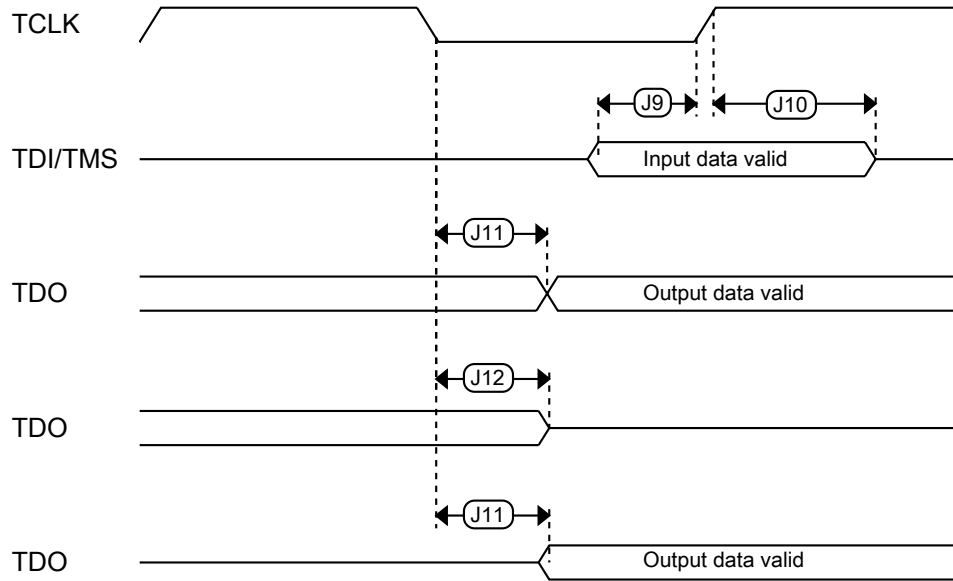 TCLK
J9
J10
TDI/TMS
Input data valid
J11
TDO
Output data valid
J12
TDO
J11
TDO
Output data valid